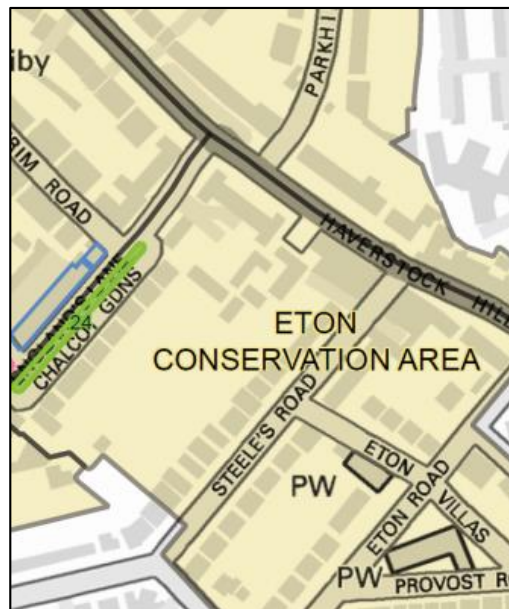 iby
PARKHI
RIM ROAD
HAVERSTOCK HILL
24
CHALCOT GDNS
ETON
CONSERVATION AREA
STEELE'S ROAD
ETON VILLAS
PW
ETON ROAD
PW
PROVOST R